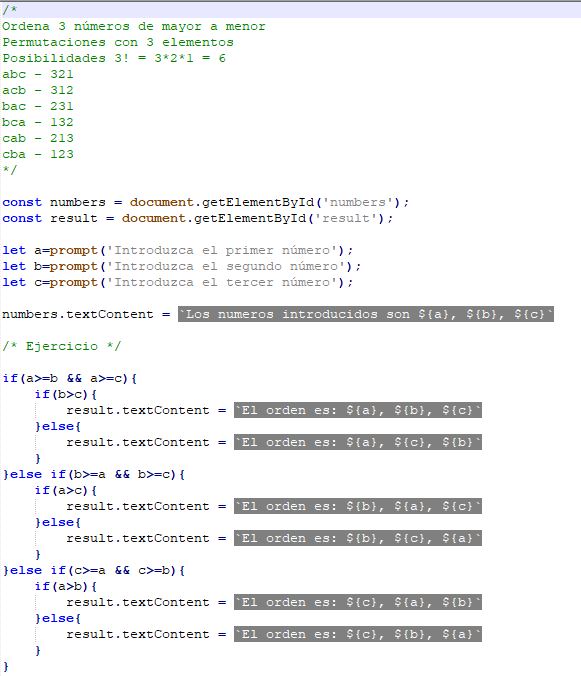 /*
Ordena 3 números de mayor a menor
Permutaciones con 3 elementos
Posibilidades 3! = 3*2*1 = 6
abc - 321
acb - 312
bac - 231
bca - 132
cab - 213
cba - 123
*/
const numbers = document.getElementById('numbers');
const result = document.getElementById('result');
let a=prompt('Introduzca el primer número');
let b=prompt('Introduzca el segundo número');
let c=prompt('Introduzca el tercer número');
numbers.textContent = `Los numeros introducidos son ${a}, ${b}, ${c}`
/* Ejercicio */
if(a>=b && a>=c){
    if(b>c){
        result.textContent = `El orden es: ${a}, ${b}, ${c}`
    }else{
        result.textContent = `El orden es: ${a}, ${c}, ${b}`
    }
}else if(b>=a && b>=c){
    if(a>c){
        result.textContent = `El orden es: ${b}, ${a}, ${c}`
    }else{
        result.textContent = `El orden es: ${b}, ${c}, ${a}`
    }
}else if(c>=a && c>=b){
    if(a>b){
        result.textContent = `El orden es: ${c}, ${a}, ${b}`
    }else{
        result.textContent = `El orden es: ${c}, ${b}, ${a}`
    }
}